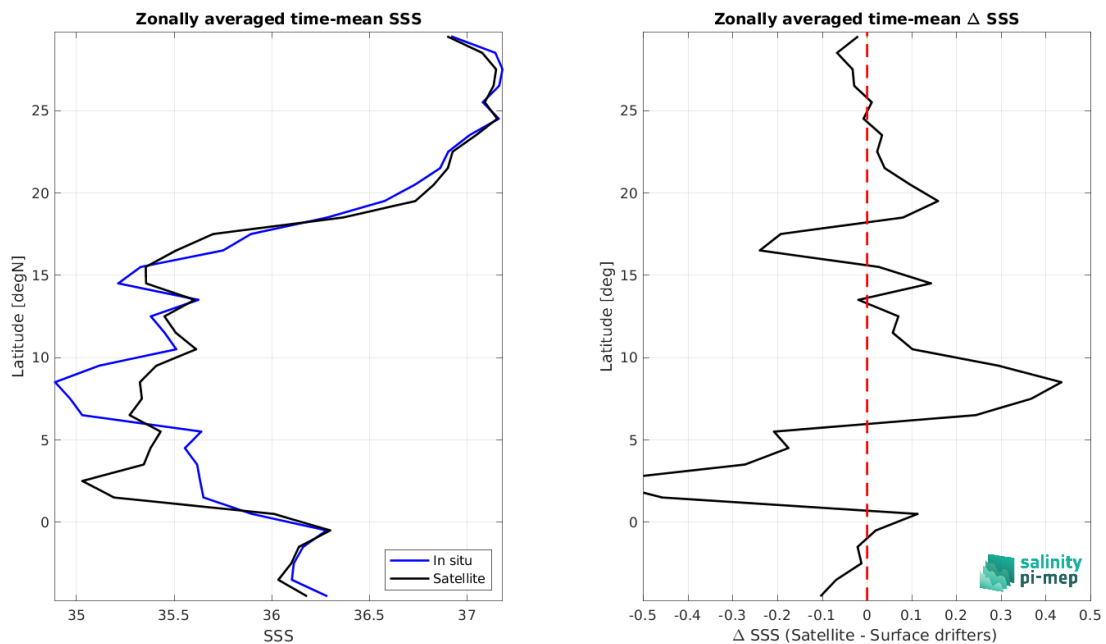 Zonally averaged time-mean SSS
25
20
15
10
5
0
Latitude [degN]
35
35.5
36
36.5
37
SSS
In situ
Satellite
Zonally averaged time-mean Δ SSS
25
20
15
10
5
0
Latitude [deg]
-0.5
-0.4
-0.3
-0.2
-0.1
0
0.1
0.2
0.3
0.4
0.5
Δ SSS (Satellite - Surface drifters)
salinity
pi-mep